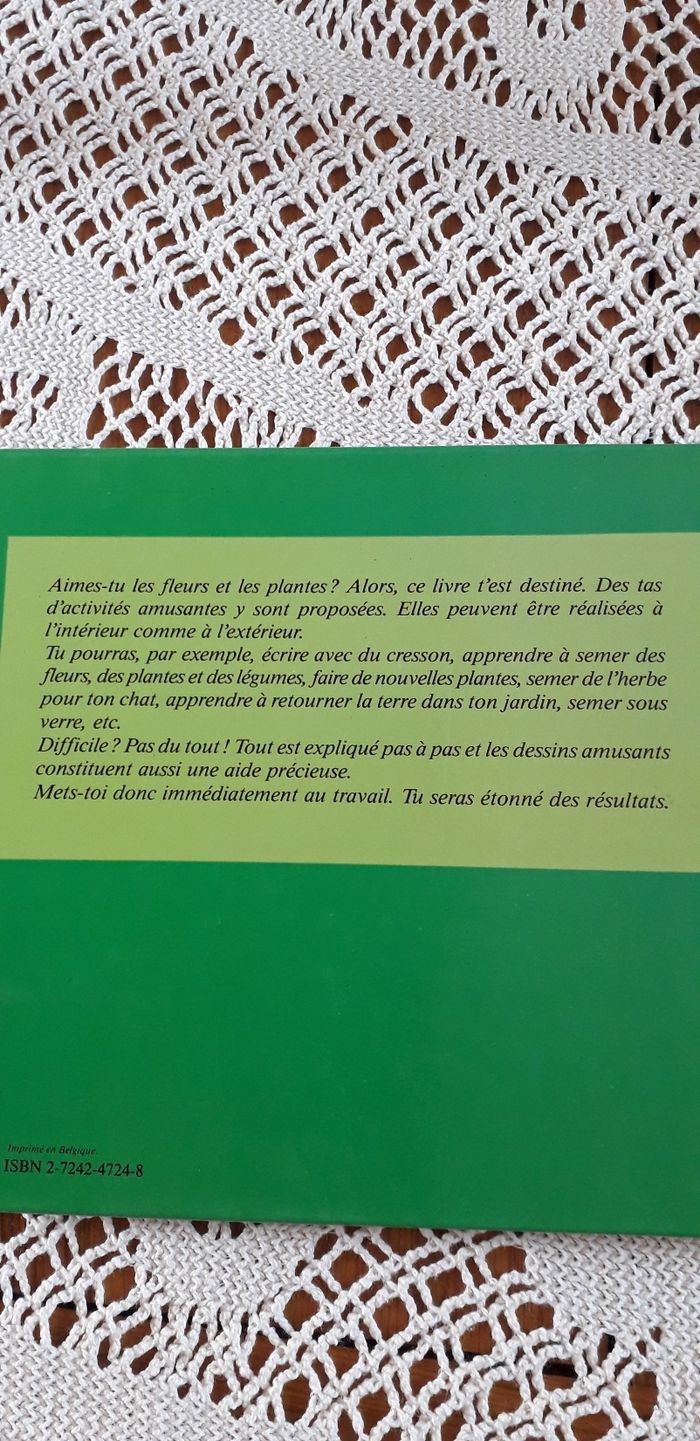 Aimes-tu les fleurs et les plantes ? Alors, ce livre t'est destiné. Des tas
d'activités amusantes y sont proposées. Elles peuvent être réalisées à
l'intérieur comme à l'extérieur.
Tu pourras, par exemple, écrire avec du cresson, apprendre à semer des
fleurs, des plantes et des légumes, faire de nouvelles plantes, semer de l'herbe
pour ton chat, apprendre à retourner la terre dans ton jardin, semer sous
verre, etc.
Difficile ? Pas du tout ! Tout est expliqué pas à pas et les dessins amusants
constituent aussi une aide précieuse.
Mets-toi donc immédiatement au travail. Tu seras étonné des résultats.
Imprimé en Belgique.
ISBN 2-7242-4724-8